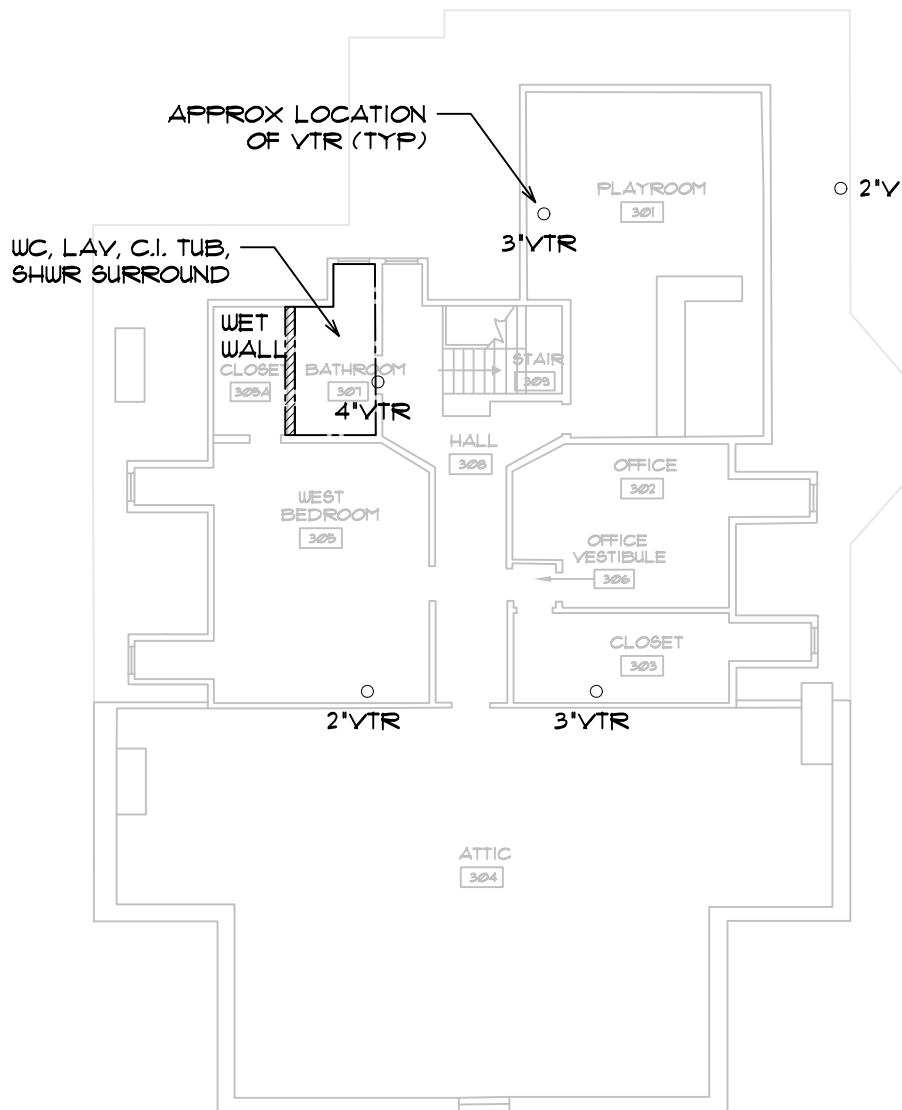 APPROX LOCATION
OF VTR (TYP)
PLAYROOM
301
2"V
3"VTR
WC, LAV, C.I. TUB,
SHWR SURROUND
WET
WALL
CLOSET
305A
BATHROOM
307
4"VTR
STAIR
309
HALL
308
OFFICE
302
WEST
BEDROOM
305
OFFICE
VESTIBULE
306
CLOSET
303
2"VTR
3"VTR
ATTIC
304